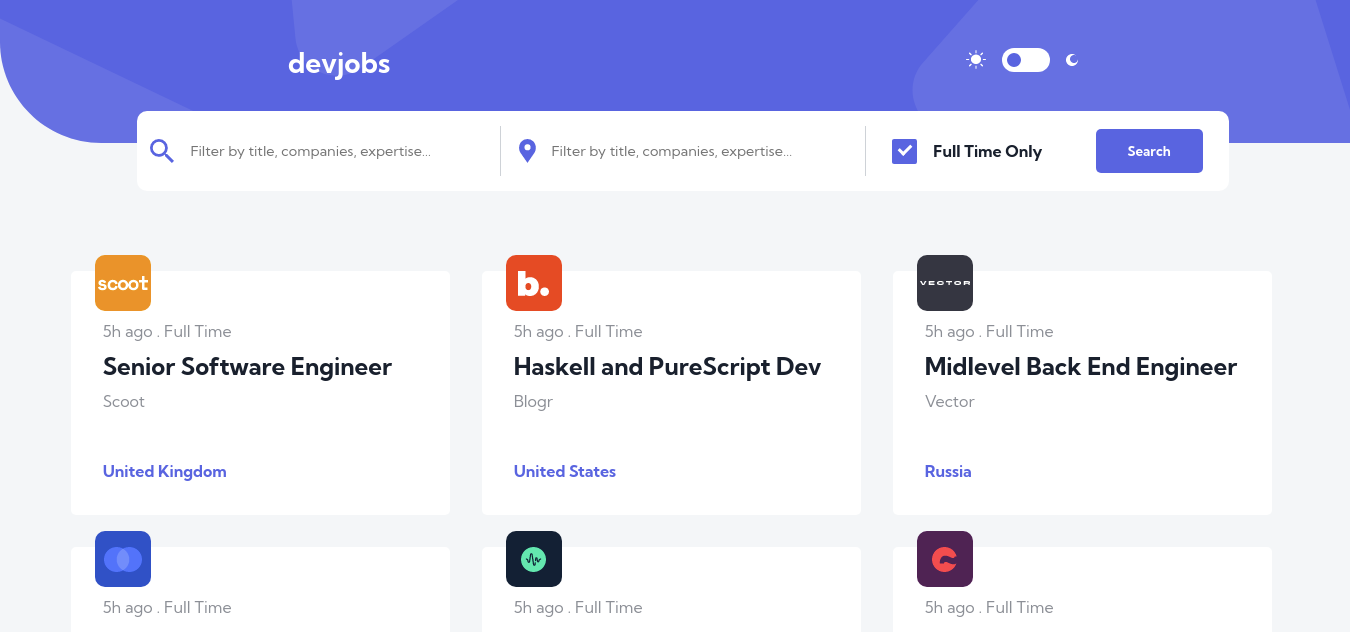 devjobs
Filter by title, companies, expertise...
Filter by title, companies, expertise...
Full Time Only
Search
scoot
5h ago . Full Time
Senior Software Engineer
Scoot
United Kingdom
b.
5h ago . Full Time
Haskell and PureScript Dev
Blogr
United States
VECTOR
5h ago . Full Time
Midlevel Back End Engineer
Vector
Russia
5h ago . Full Time
5h ago . Full Time
5h ago . Full Time